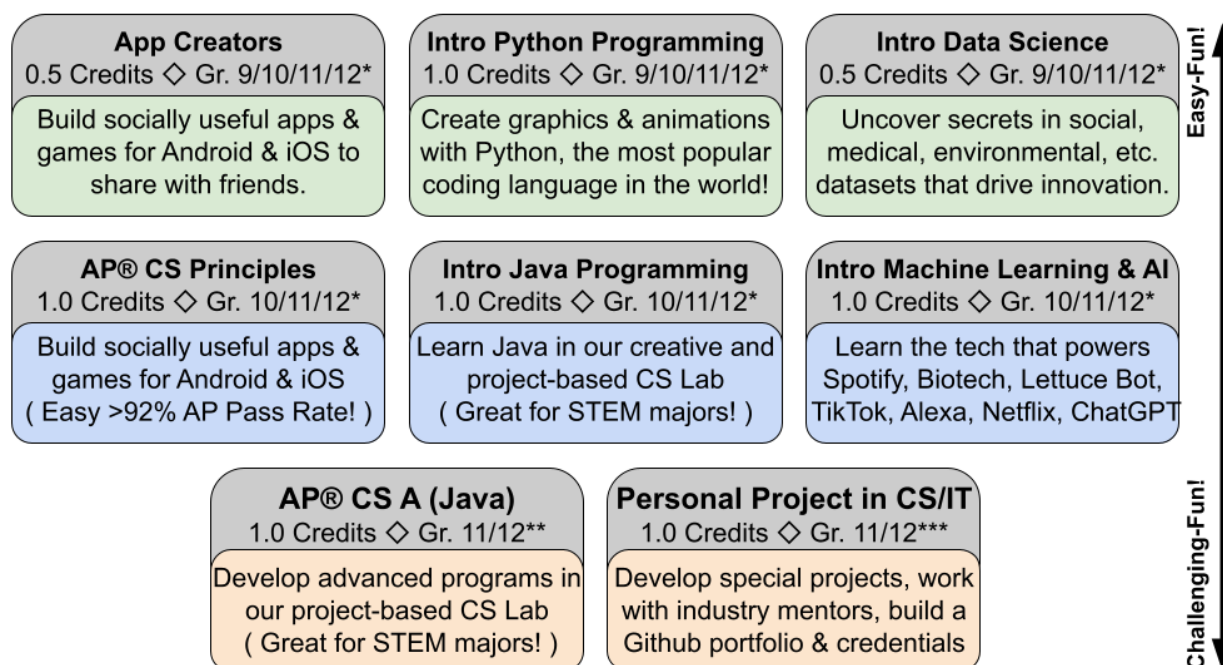 App Creators
0.5 Credits ◇ Gr. 9/10/11/12*
Build socially useful apps &
games for Android & iOS to
share with friends.
Intro Python Programming
1.0 Credits ◇ Gr. 9/10/11/12*
Create graphics & animations
with Python, the most popular
coding language in the world!
Intro Data Science
0.5 Credits ◇ Gr. 9/10/11/12*
Uncover secrets in social,
medical, environmental, etc.
datasets that drive innovation.
Easy-Fun!
AP® CS Principles
1.0 Credits ◇ Gr. 10/11/12*
Build socially useful apps &
games for Android & iOS
( Easy >92% AP Pass Rate! )
Intro Java Programming
1.0 Credits ◇ Gr. 10/11/12*
Learn Java in our creative and
project-based CS Lab
( Great for STEM majors! )
Intro Machine Learning & AI
1.0 Credits ◇ Gr. 10/11/12*
Learn the tech that powers
Spotify, Biotech, Lettuce Bot,
TikTok, Alexa, Netflix, ChatGPT
AP® CS A (Java)
1.0 Credits ◇ Gr. 11/12**
Develop advanced programs in
our project-based CS Lab
( Great for STEM majors! )
Personal Project in CS/IT
1.0 Credits ◇ Gr. 11/12***
Develop special projects, work
with industry mentors, build a
Github portfolio & credentials
Challenging-Fun!